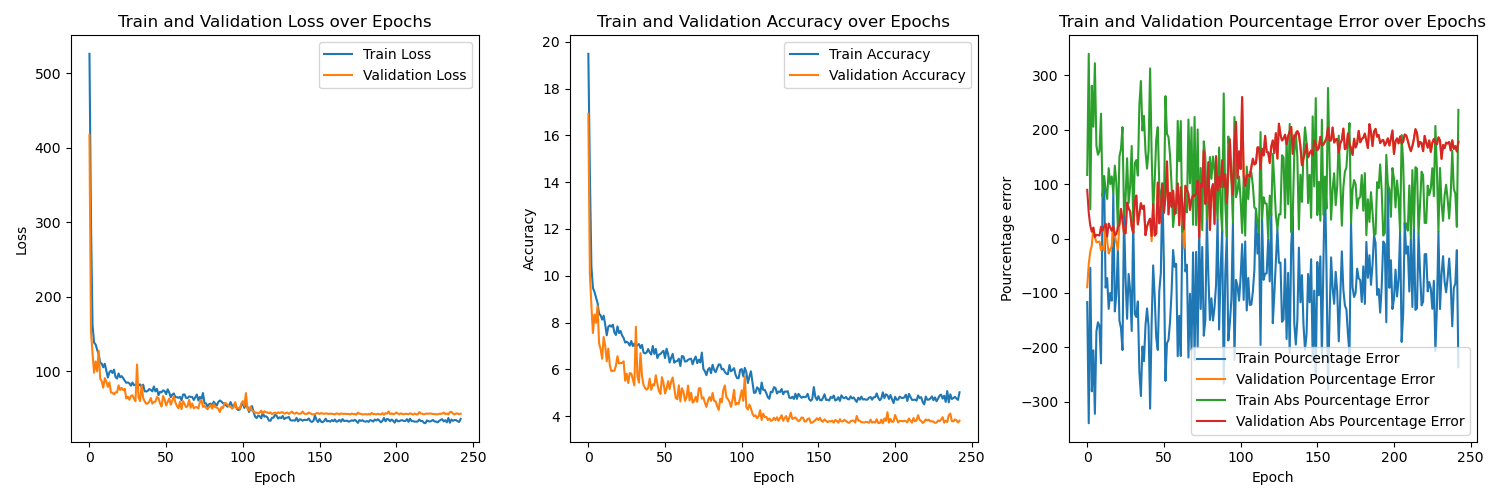 Train and Validation Loss over Epochs
Loss
500
400
300
200
100
0
50
100
150
200
250
Epoch
Train Loss
Validation Loss
Train and Validation Accuracy over Epochs
Accuracy
20
18
16
14
12
10
8
6
4
0
50
100
150
200
250
Epoch
Train Accuracy
Validation Accuracy
Train and Validation Pourcentage Error over Epochs
Pourcentage error
300
200
100
0
−100
−200
−300
0
50
100
150
200
250
Epoch
Train Pourcentage Error
Validation Pourcentage Error
Train Abs Pourcentage Error
Validation Abs Pourcentage Error